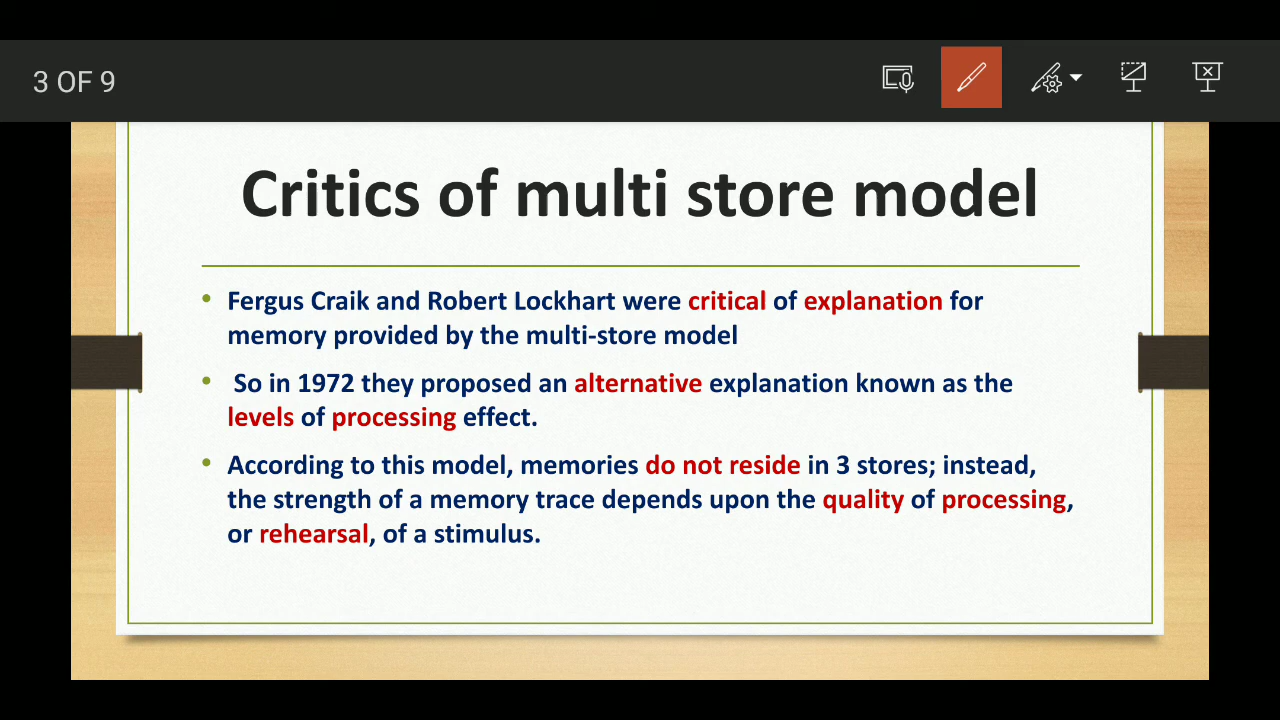 3 OF 9
Critics of multi store model
• Fergus Craik and Robert Lockhart were critical of explanation for
memory provided by the multi-store model
• So in 1972 they proposed an alternative explanation known as the
levels of processing effect.
• According to this model, memories do not reside in 3 stores; instead,
the strength of a memory trace depends upon the quality of processing,
or rehearsal, of a stimulus.